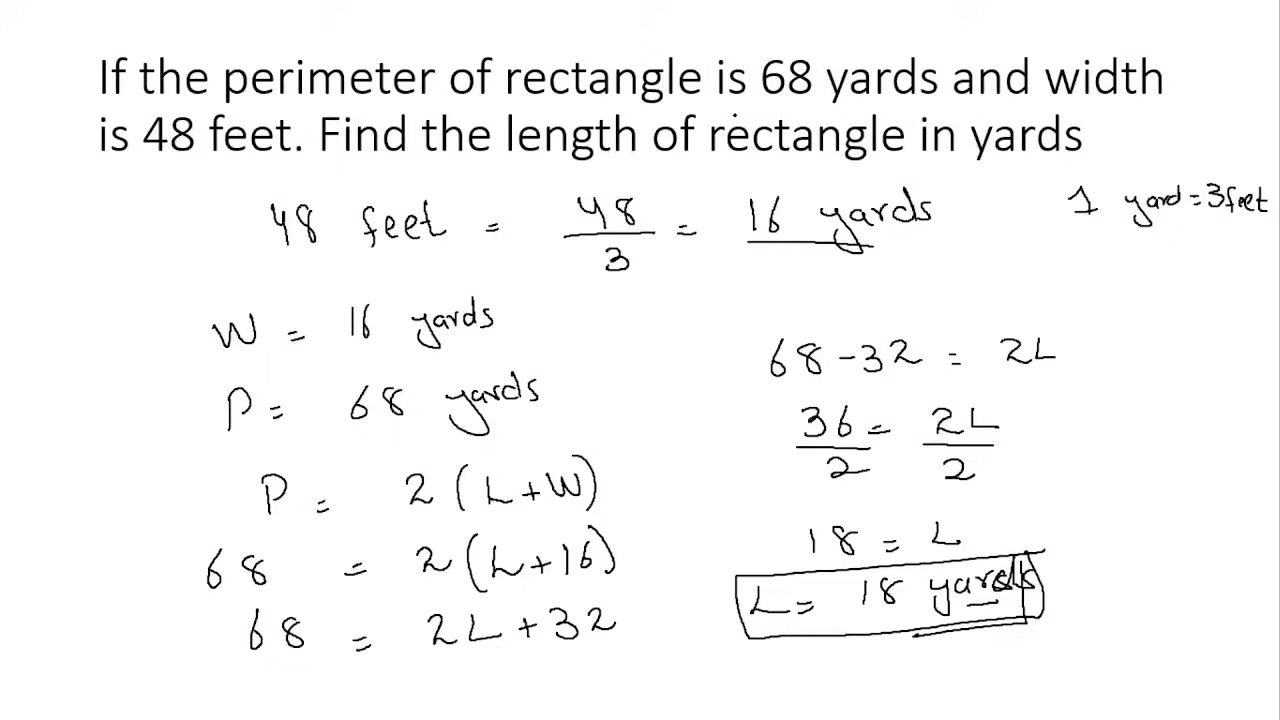 If the perimeter of rectangle is 68 yards and width
is 48 feet. Find the length of rectangle in yards
48 feet = 48/3 = 16 yards
1 yard = 3 feet
W = 16 yards
P = 68 yards
P = 2 (L + W)
68 = 2 (L + 16)
68 = 2L + 32
68 - 32 = 2L
36/2 = 2L/2
18 = L
L = 18 yards